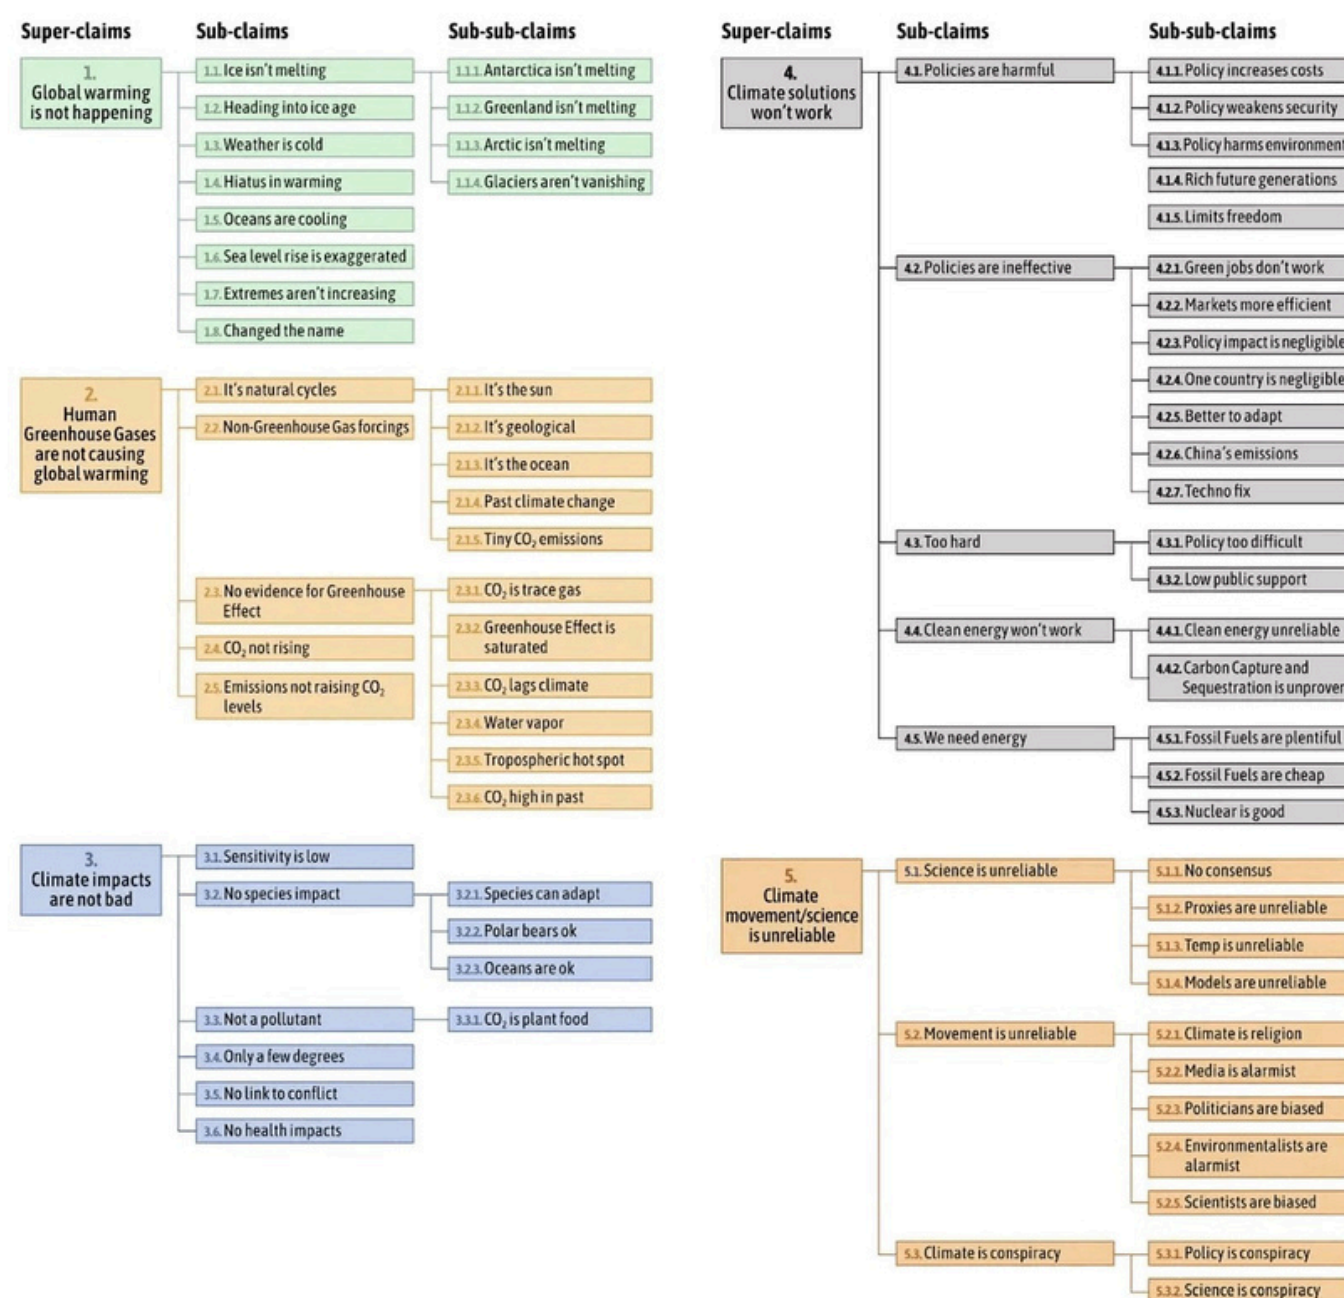 Super-claims
Sub-claims
Sub-sub-claims
1.
Global warming
is not happening
1.1. Ice isn't melting
1.2. Heading into ice age
1.3. Weather is cold
1.4. Hiatus in warming
1.5. Oceans are cooling
1.6. Sea level rise is exaggerated
1.7. Extremes aren't increasing
1.8. Changed the name
1.1.1. Antarctica isn't melting
1.1.2. Greenland isn't melting
1.1.3. Arctic isn't melting
1.1.4. Glaciers aren't vanishing
2.
Human
Greenhouse Gases
are not causing
global warming
2.1. It's natural cycles
2.2. Non-Greenhouse Gas forcings
2.1.1. It's the sun
2.1.2. It's geological
2.1.3. It's the ocean
2.1.4. Past climate change
2.1.5. Tiny CO₂ emissions
2.3. No evidence for Greenhouse
Effect
2.4. CO₂ not rising
2.5. Emissions not raising CO₂
levels
2.3.1. CO₂ is trace gas
2.3.2. Greenhouse Effect is
saturated
2.3.3. CO₂ lags climate
2.3.4. Water vapor
2.3.5. Tropospheric hot spot
2.3.6. CO₂ high in past
3.
Climate impacts
are not bad
3.1. Sensitivity is low
3.2. No species impact
3.2.1. Species can adapt
3.2.2. Polar bears ok
3.2.3. Oceans are ok
3.3. Not a pollutant
3.3.1. CO₂ is plant food
3.4. Only a few degrees
3.5. No link to conflict
3.6. No health impacts
Super-claims
Sub-claims
Sub-sub-claims
4.
Climate solutions
won't work
4.1. Policies are harmful
4.1.1. Policy increases costs
4.1.2. Policy weakens security
4.1.3. Policy harms environment
4.1.4. Rich future generations
4.1.5. Limits freedom
4.2. Policies are ineffective
4.2.1. Green jobs don't work
4.2.2. Markets more efficient
4.2.3. Policy impact is negligible
4.2.4. One country is negligible
4.2.5. Better to adapt
4.2.6. China's emissions
4.2.7. Techno fix
4.3. Too hard
4.3.1. Policy too difficult
4.3.2. Low public support
4.4. Clean energy won't work
4.4.1. Clean energy unreliable
4.4.2. Carbon Capture and
Sequestration is unproven
4.5. We need energy
4.5.1. Fossil Fuels are plentiful
4.5.2. Fossil Fuels are cheap
4.5.3. Nuclear is good
5.
Climate
movement/science
is unreliable
5.1. Science is unreliable
5.1.1. No consensus
5.1.2. Proxies are unreliable
5.1.3. Temp is unreliable
5.1.4. Models are unreliable
5.2. Movement is unreliable
5.2.1. Climate is religion
5.2.2. Media is alarmist
5.2.3. Politicians are biased
5.2.4. Environmentalists are
alarmist
5.2.5. Scientists are biased
5.3. Climate is conspiracy
5.3.1. Policy is conspiracy
5.3.2. Science is conspiracy